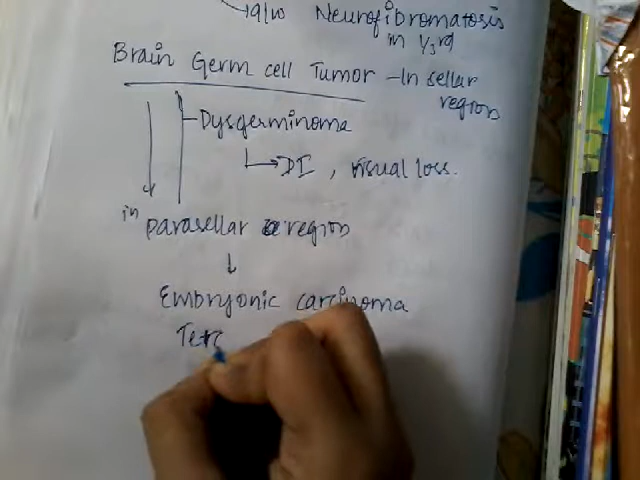 → a/w Neurofibromatosis
in 1/3rd
Brain Germ cell Tumor - In sellar
region
Dysgerminoma
→ DI , visual loss.
in parasellar region
↓
Embryonic carcinoma
Tera